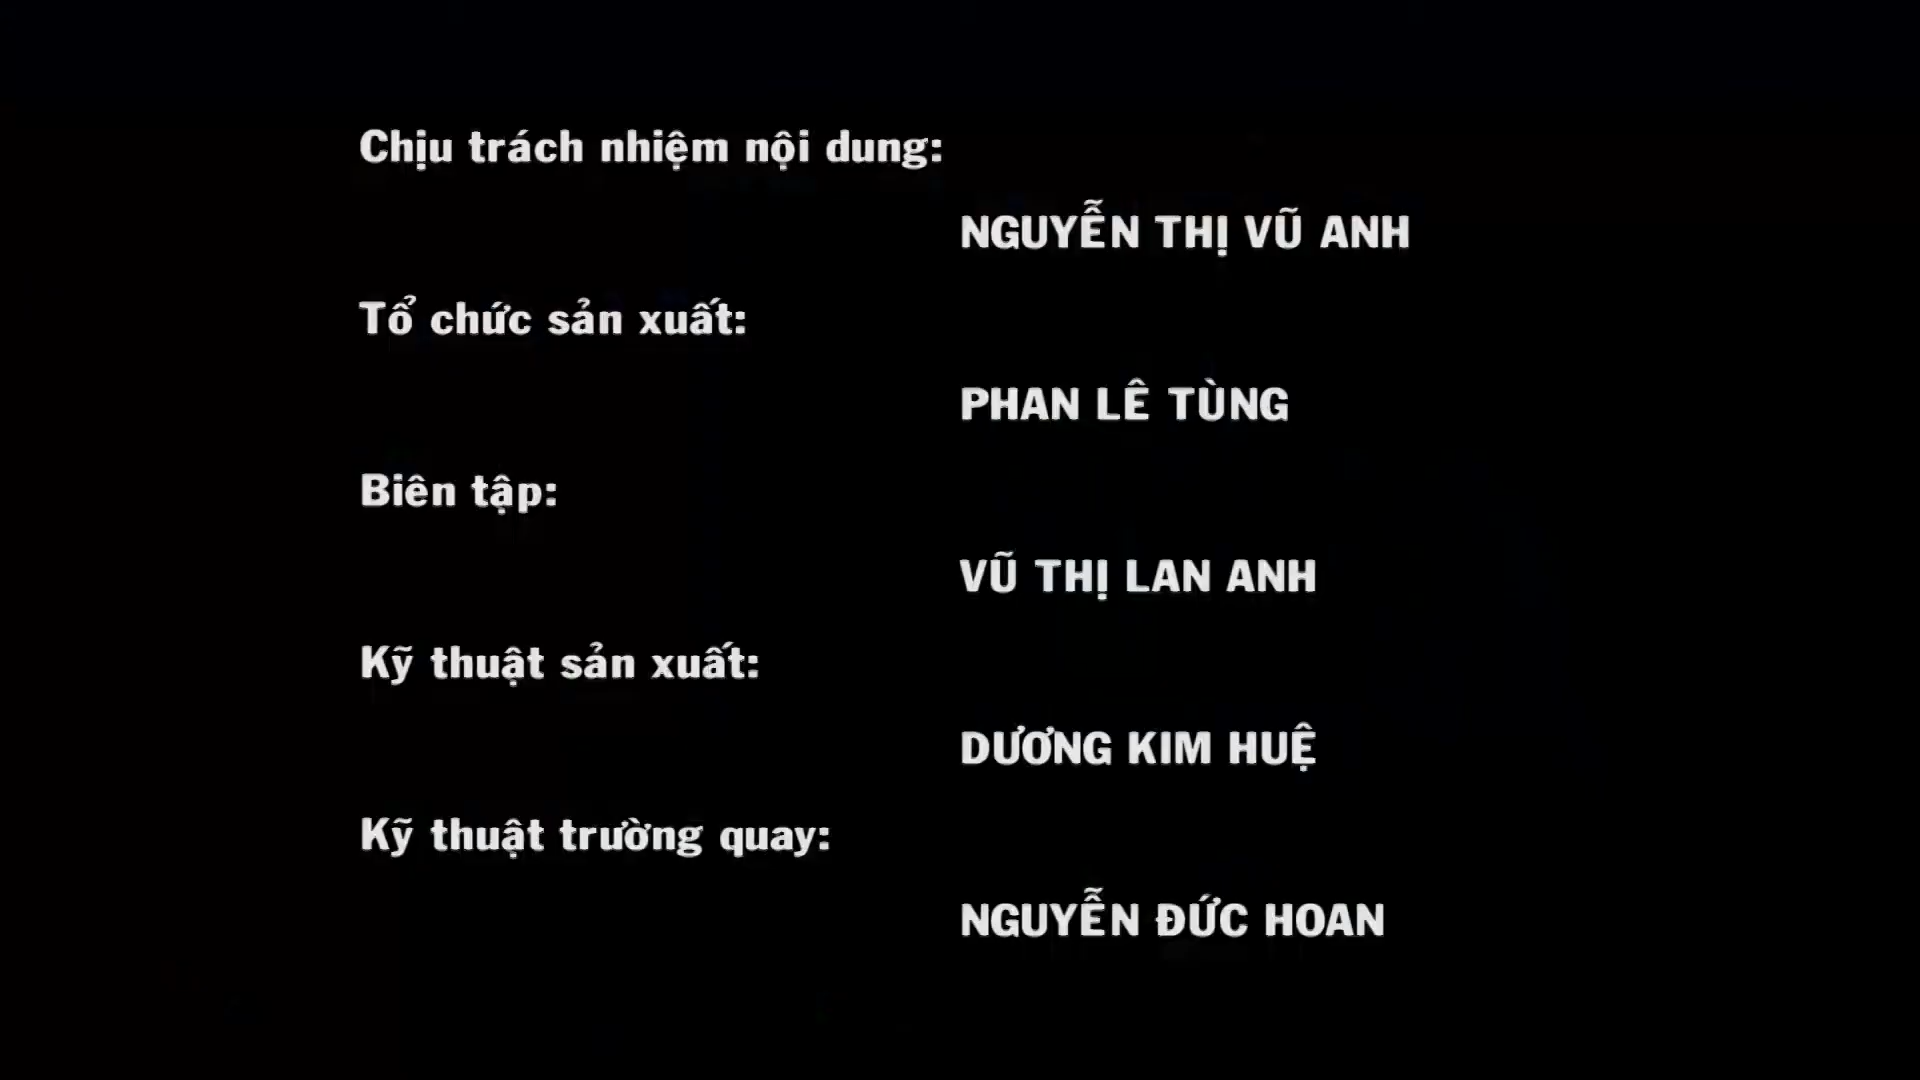 Chịu trách nhiệm nội dung:
NGUYỄN THỊ VŨ ANH
Tổ chức sản xuất:
PHAN LÊ TÙNG
Biên tập:
VŨ THỊ LAN ANH
Kỹ thuật sản xuất:
DƯƠNG KIM HUỆ
Kỹ thuật trường quay:
NGUYỄN ĐỨC HOAN